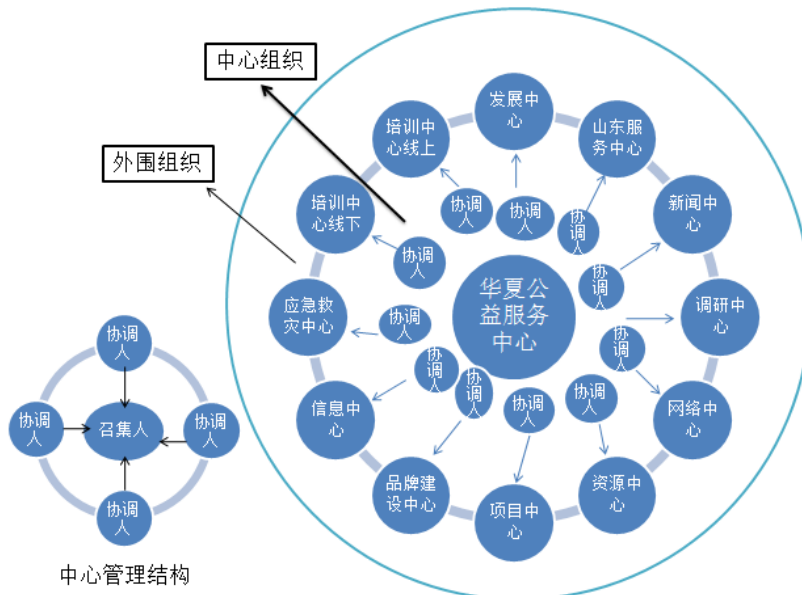 中心组织
外围组织
发展中
心
培训中
心线上
山东服
务中心
培训中
心线下
新闻中
心
应急救
灾中心
调研中
心
信息中
心
网络中
心
品牌建
设中心
项目中
心
资源中
心
华夏公
益服务
中心
协调
人
协调人
协调
人
协调
人
协调
人
协调
人
协调
人
协调
人
协调
人
协调
人
协调
人
协调
人
协调
人
协调
人
协调
人
召集人
中心管理结构